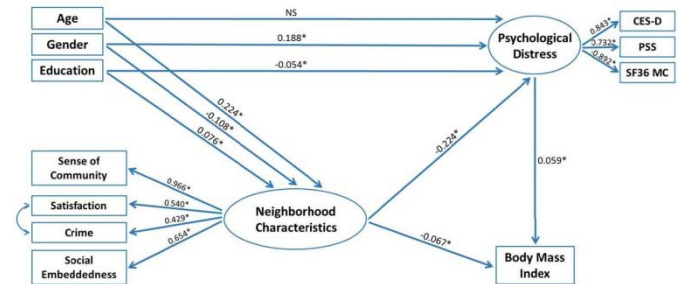 Age
NS
Gender
0.188*
Education
-0.054*
Psychological
Distress
0.843*
0.732*
-0.892*
CES-D
PSS
SF36 MC
0.224*
-0.108*
0.076*
-0.224*
0.059*
Sense of
Community
0.966*
Satisfaction
0.540*
Crime
0.429*
Social
Embeddedness
0.654*
Neighborhood
Characteristics
-0.067*
Body Mass
Index